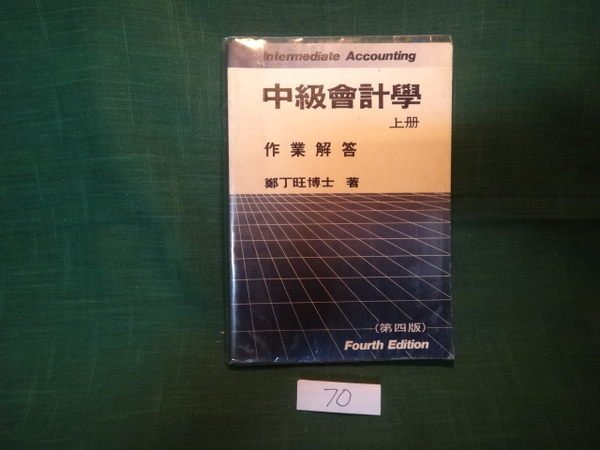 Intermediate Accounting
中級會計學
上册
作業解答
鄭丁旺博士 著
(第四版)
Fourth Edition
70